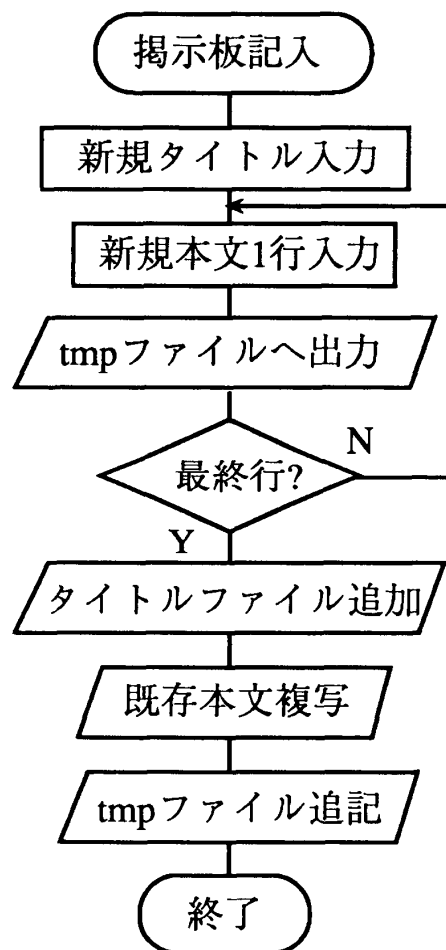 掲示板記入
新規タイトル入力
新規本文1行入力
tmpファイルへ出力
最終行?
N
Y
タイトルファイル追加
既存本文複写
tmpファイル追記
終了